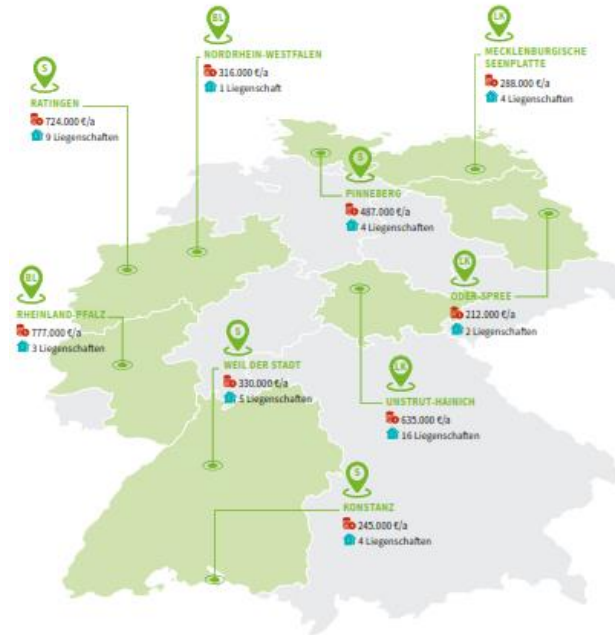 BL
NORDRHEIN-WESTFALEN
316.000 €/a
1 Liegenschaft
LK
MECKLENBURGISCHE
SEENPLATTE
288.000 €/a
4 Liegenschaften
S
RATINGEN
724.000 €/a
9 Liegenschaften
S
PINNEBERG
487.000 €/a
4 Liegenschaften
LK
ODER-SPREE
212.000 €/a
2 Liegenschaften
BL
RHEINLAND-PFALZ
777.000 €/a
3 Liegenschaften
S
WEIL DER STADT
330.000 €/a
5 Liegenschaften
LK
UNSTRUT-HAINICH
635.000 €/a
16 Liegenschaften
S
KONSTANZ
245.000 €/a
4 Liegenschaften